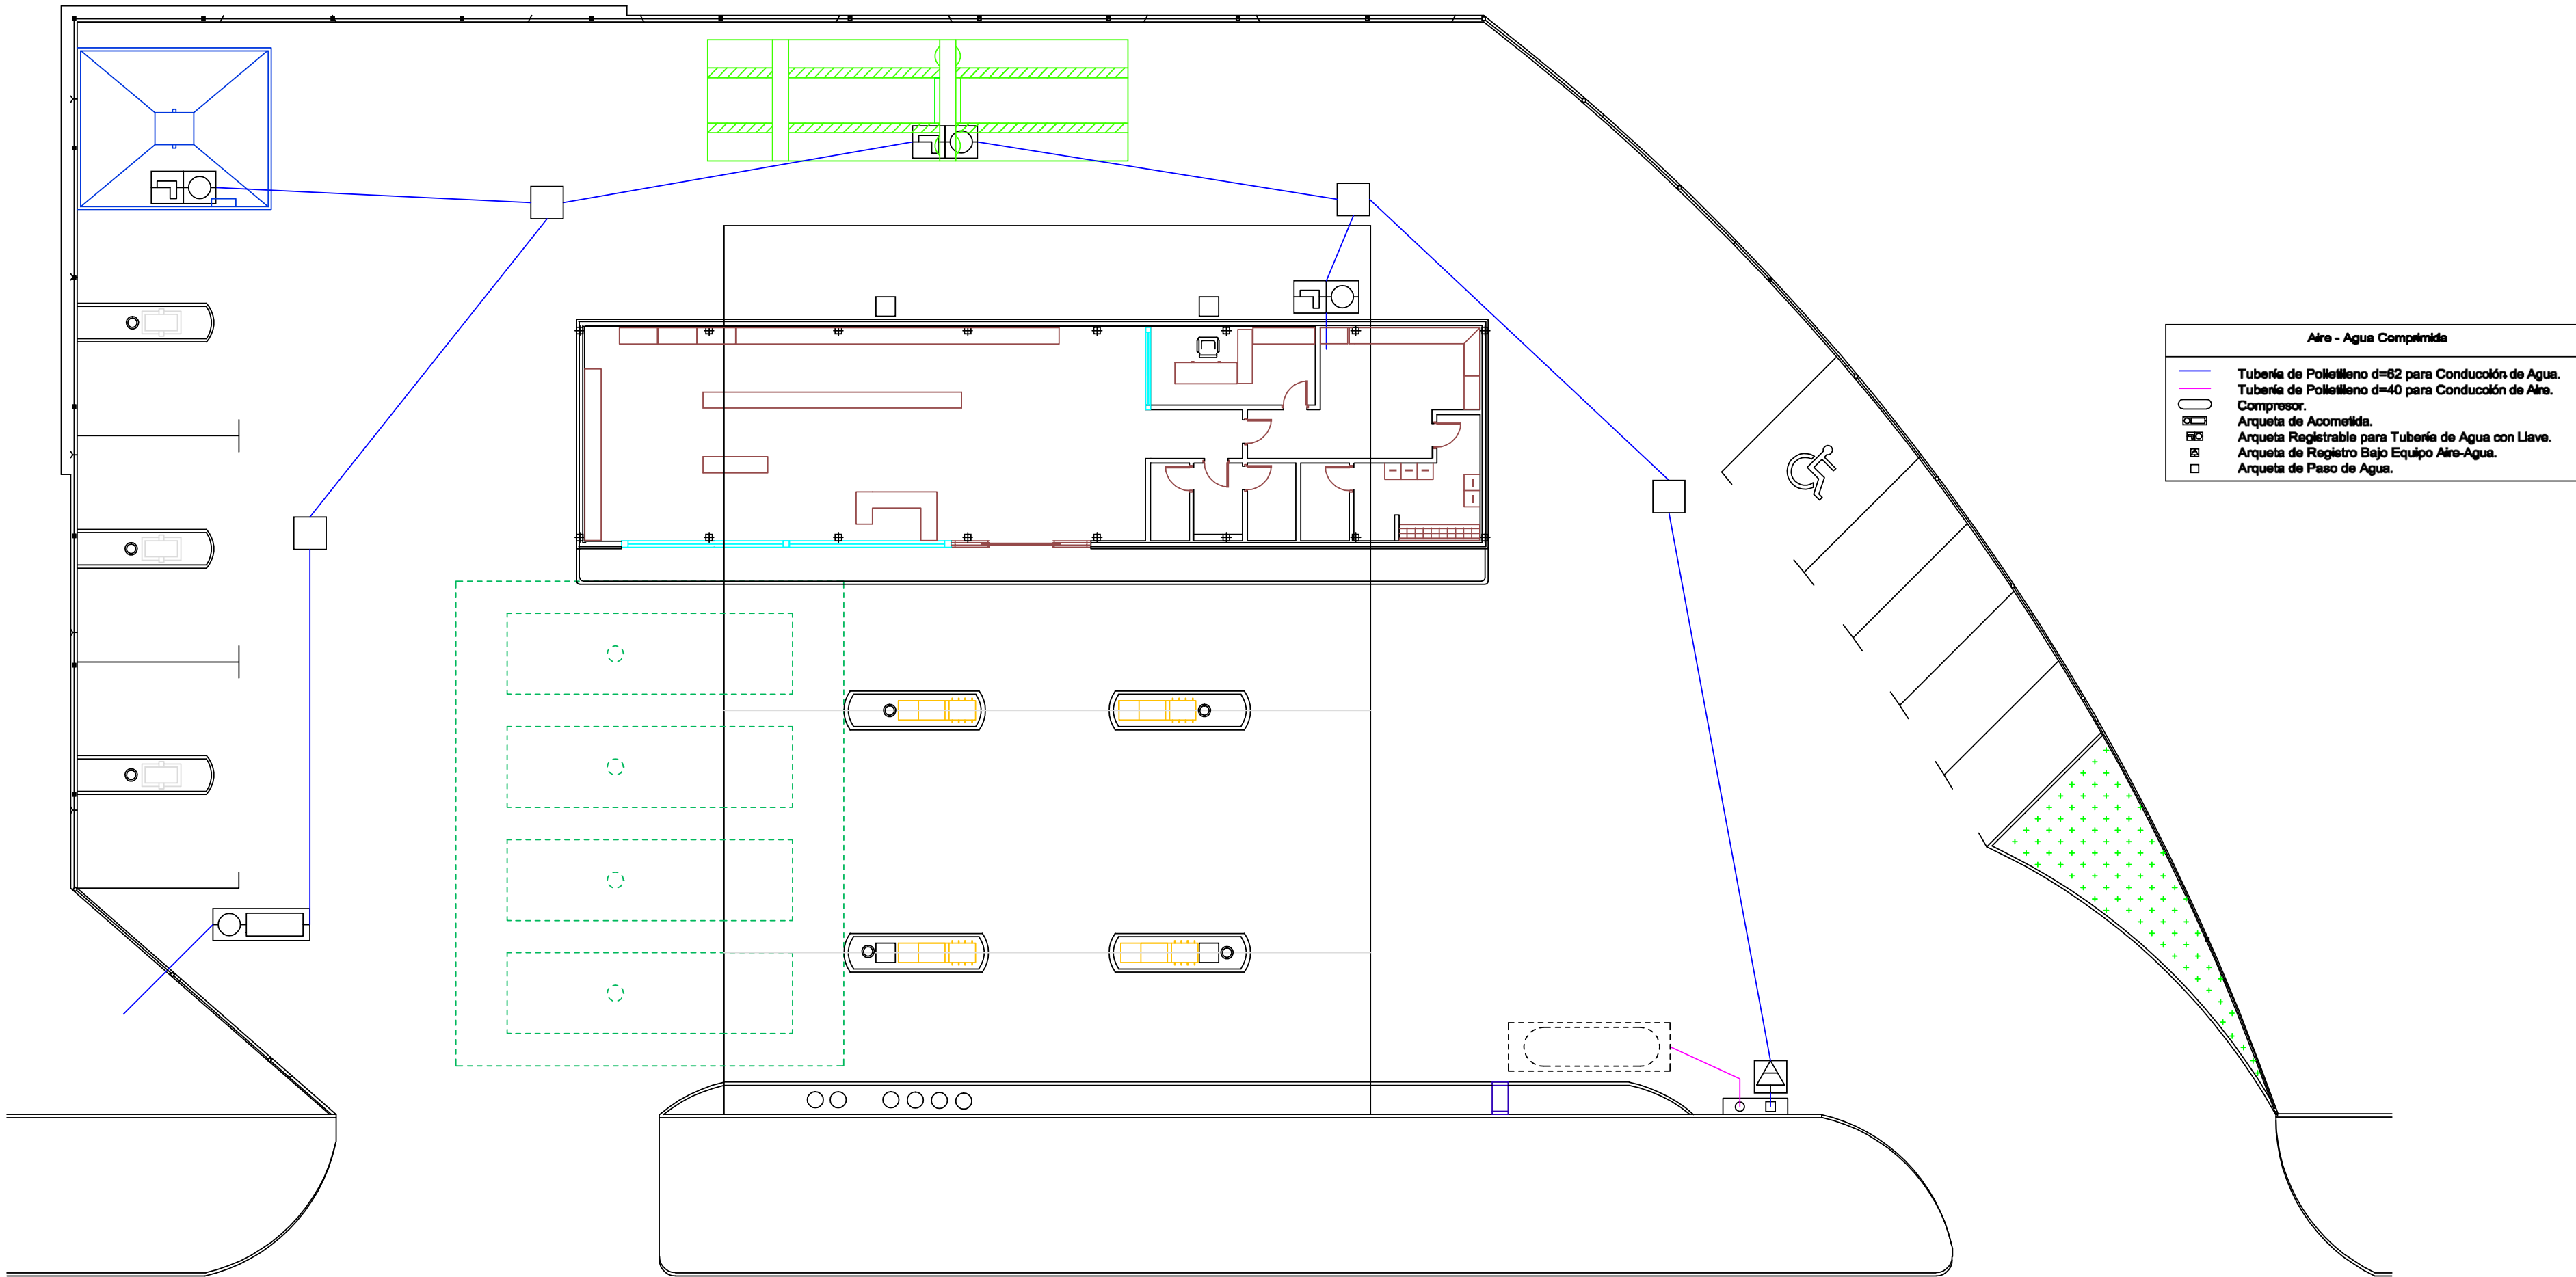 Aire - Agua Comprimida
Tubería de Polietileno d=62 para Conducción de Agua.
Tubería de Polietileno d=40 para Conducción de Aire.
Compresor.
Arqueta de Acometida.
Arqueta Registrable para Tubería de Agua con Llave.
Arqueta de Registro Bajo Equipo Aire-Agua.
Arqueta de Paso de Agua.